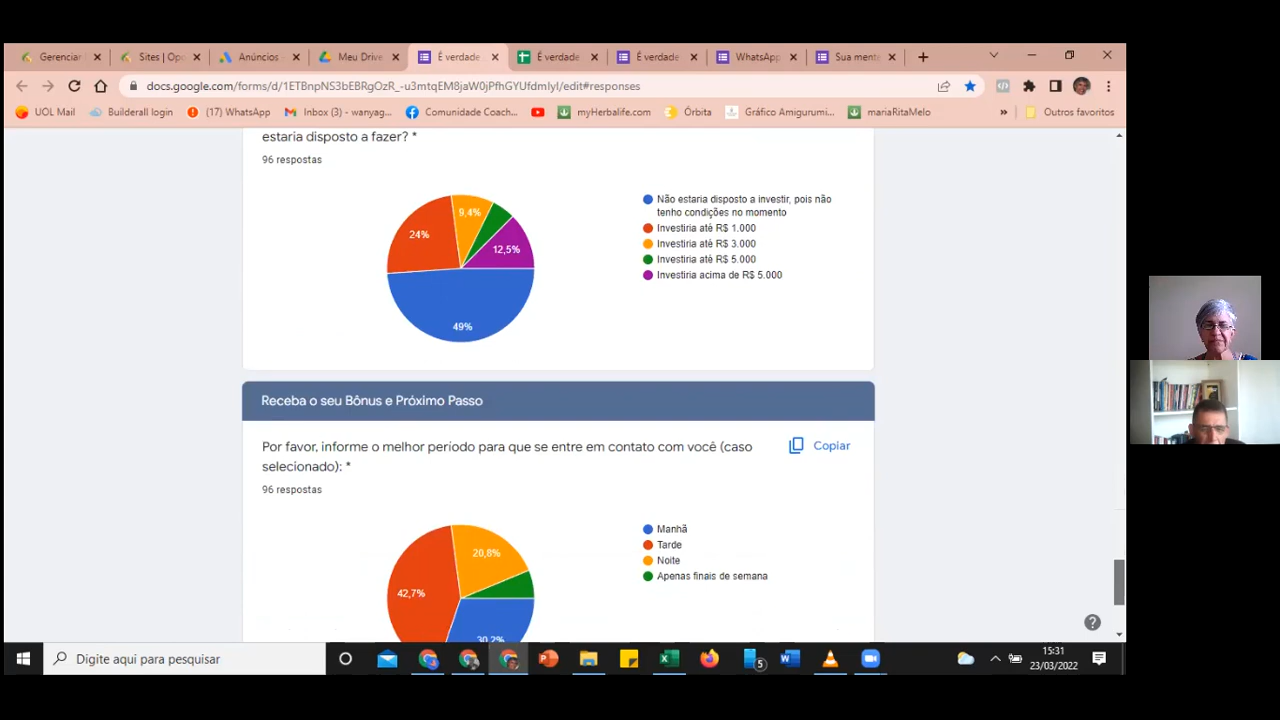 Gerenciar
Sites | Ope
Anúncios
Meu Drive
É verdade
É verdade
É verdade
WhatsApp
Sua mente
docs.google.com/forms/d/1ETBnpNS3bEBRgOzR_-u3mtqEM8jaW0jPfhGYUfdmlyI/edit#responses
UOL Mail
Builderall login
(17) WhatsApp
Inbox (3) - wanyag...
Comunidade Coach...
myHerbalife.com
Órbita
Gráfico Amigurumi...
mariaRitaMelo
»
Outros favoritos
estaria disposto a fazer? *
96 respostas
9,4%
24%
12,5%
49%
Não estaria disposto a investir, pois não
tenho condições no momento
Investiria até R$ 1.000
Investiria até R$ 3.000
Investiria até R$ 5.000
Investiria acima de R$ 5.000
Receba o seu Bônus e Próximo Passo
Por favor, informe o melhor período para que se entre em contato com você (caso
selecionado): *
Copiar
96 respostas
20,8%
42,7%
30,2%
Manhã
Tarde
Noite
Apenas finais de semana
Digite aqui para pesquisar
5
15:31
23/03/2022